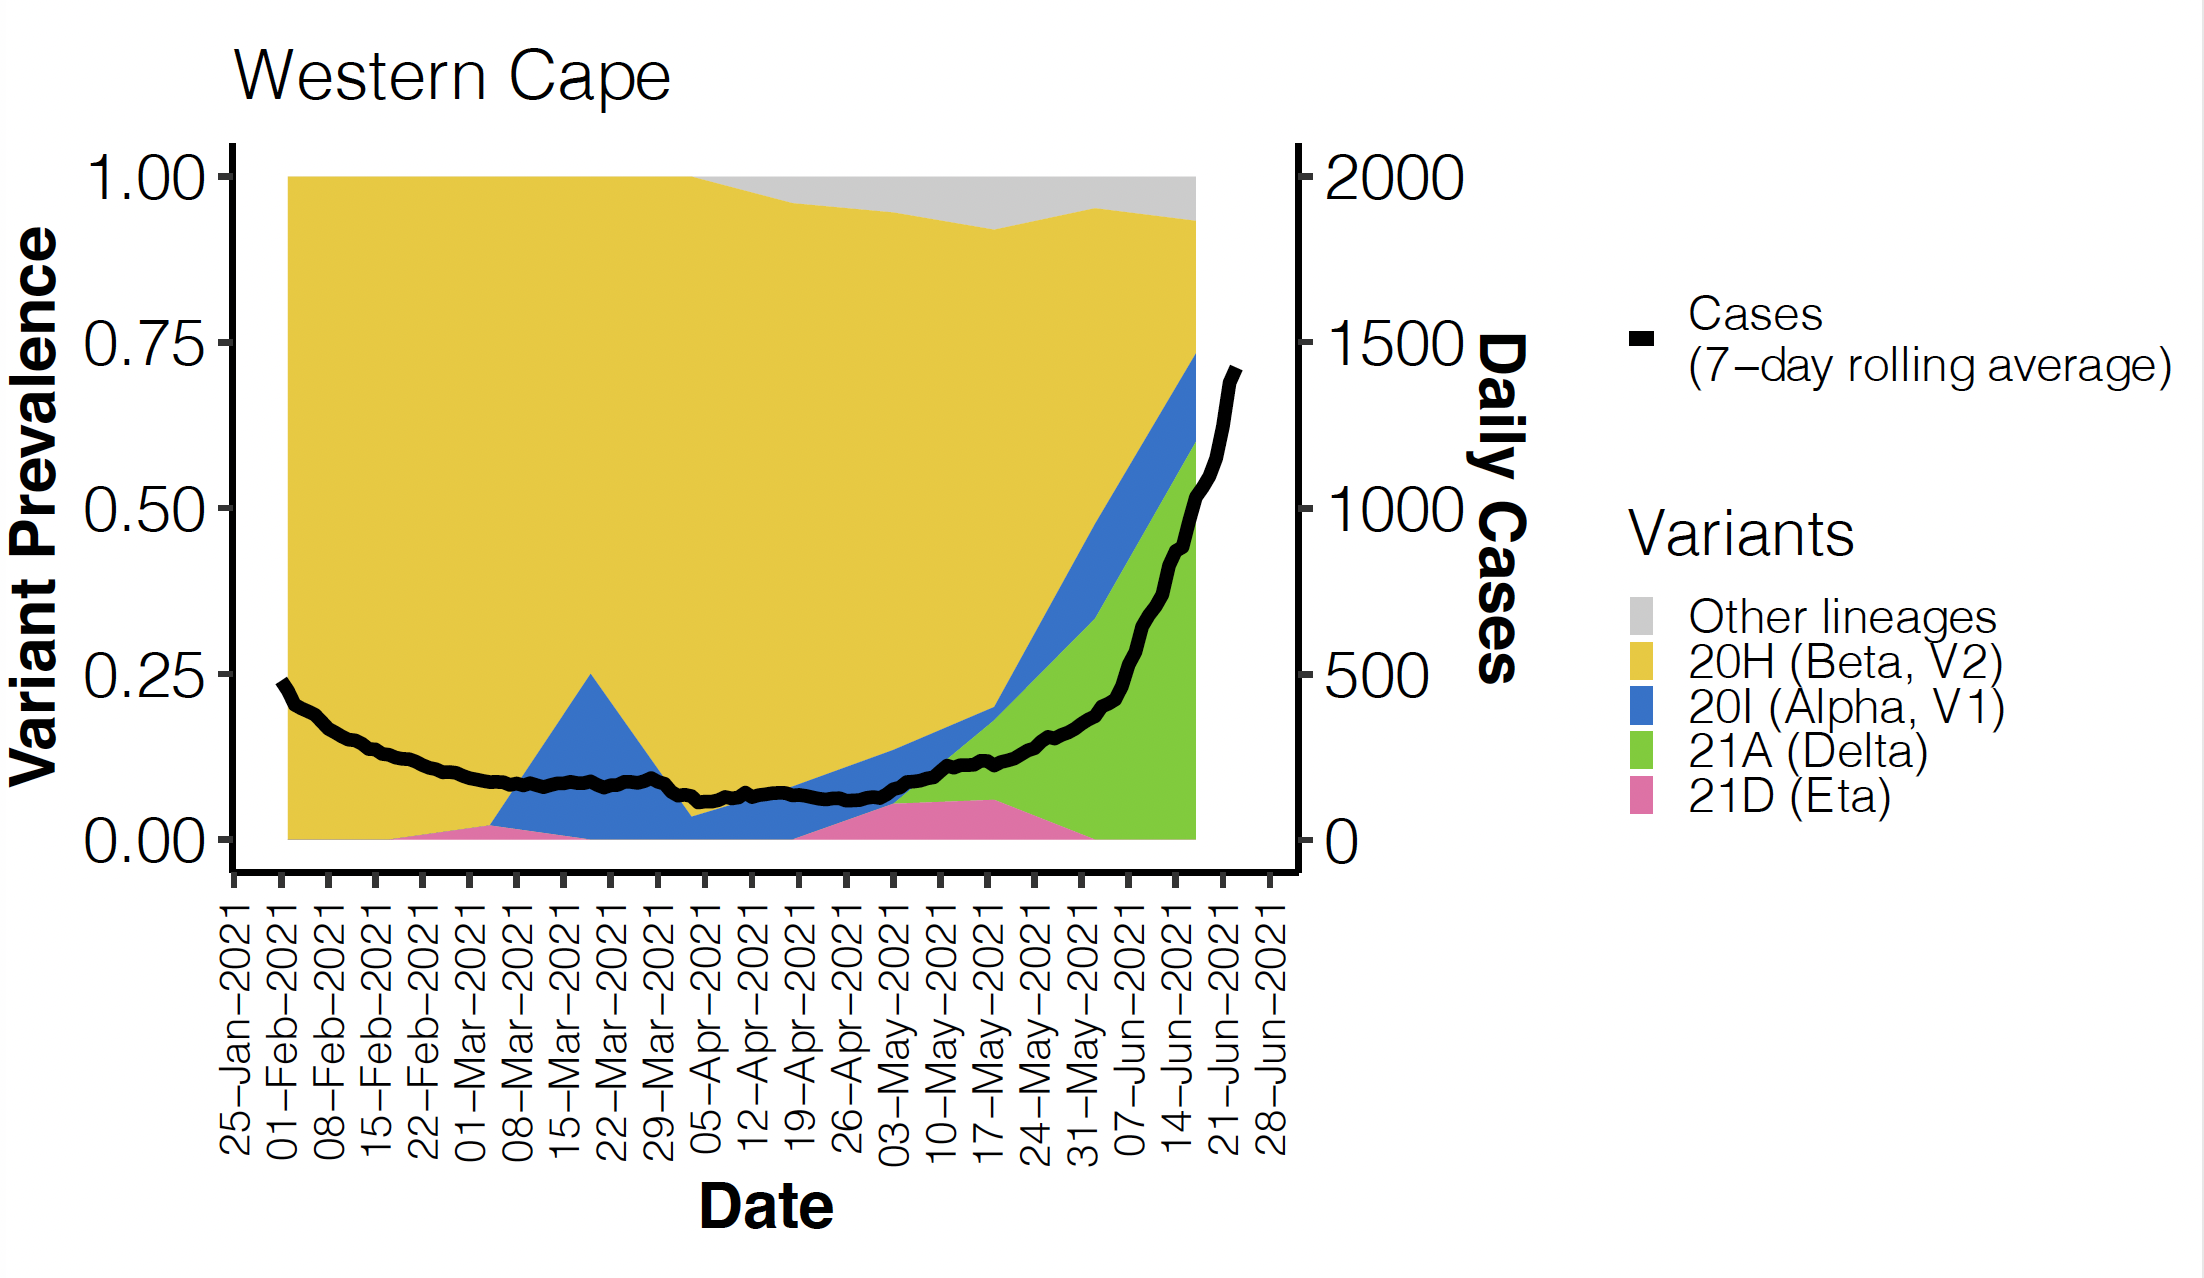 Western Cape
1.00
0.75
0.50
0.25
0.00
Variant Prevalence
2000
1500
1000
500
0
Daily Cases
25–Jan–2021
01–Feb–2021
08–Feb–2021
15–Feb–2021
22–Feb–2021
01–Mar–2021
08–Mar–2021
15–Mar–2021
22–Mar–2021
29–Mar–2021
05–Apr–2021
12–Apr–2021
19–Apr–2021
26–Apr–2021
03–May–2021
10–May–2021
17–May–2021
24–May–2021
31–May–2021
07–Jun–2021
14–Jun–2021
21–Jun–2021
28–Jun–2021
Date
Cases
(7–day rolling average)
Variants
Other lineages
20H (Beta, V2)
20I (Alpha, V1)
21A (Delta)
21D (Eta)